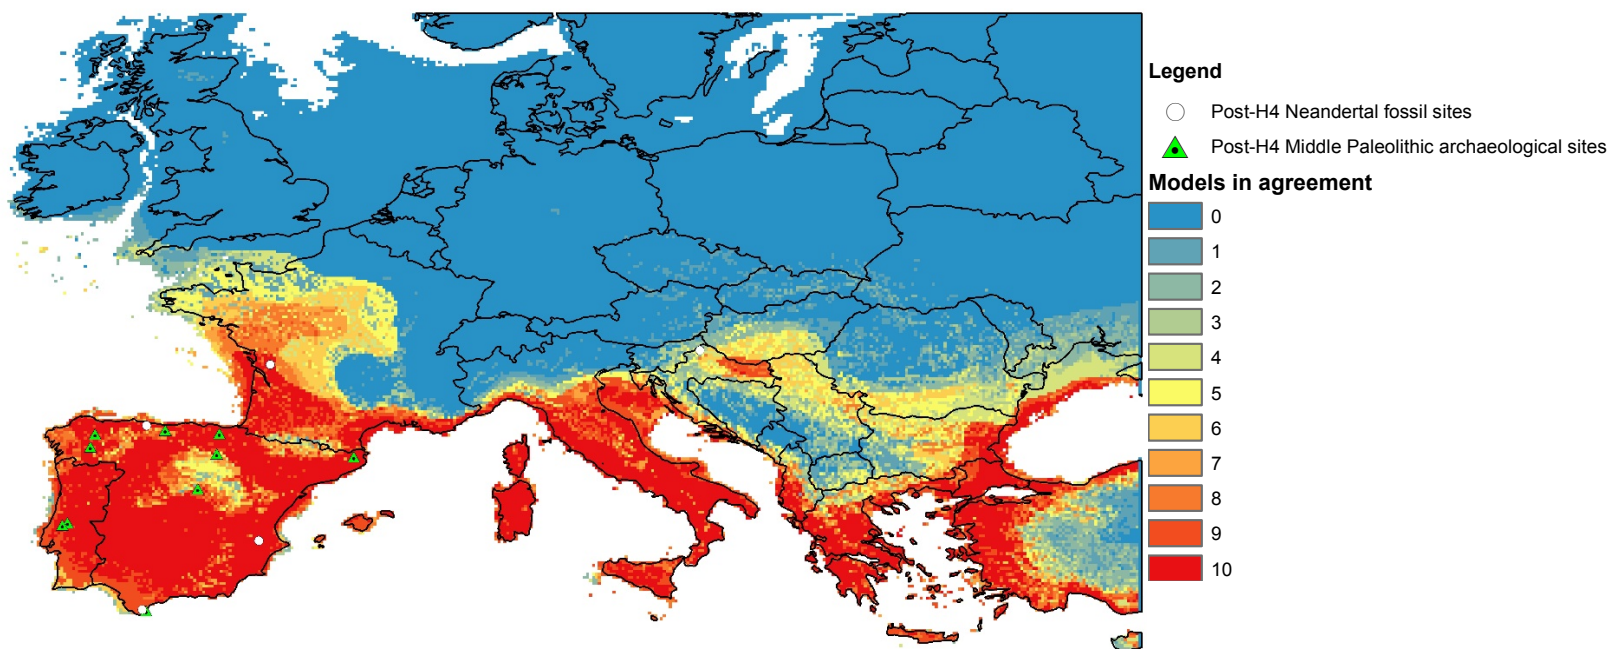 Legend
Post-H4 Neandertal fossil sites
Post-H4 Middle Paleolithic archaeological sites
Models in agreement
0
1
2
3
4
5
6
7
8
9
10